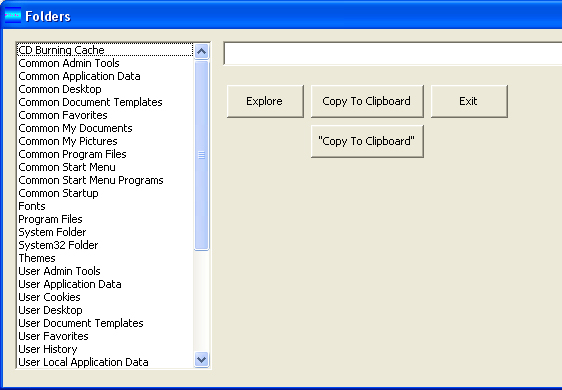 Folders
CD Burning Cache
Common Admin Tools
Common Application Data
Common Desktop
Common Document Templates
Common Favorites
Common My Documents
Common My Pictures
Common Program Files
Common Start Menu
Common Start Menu Programs
Common Startup
Fonts
Program Files
System Folder
System32 Folder
Themes
User Admin Tools
User Application Data
User Cookies
User Desktop
User Document Templates
User Favorites
User History
User Local Application Data
Explore Copy To Clipboard Exit
"Copy To Clipboard"